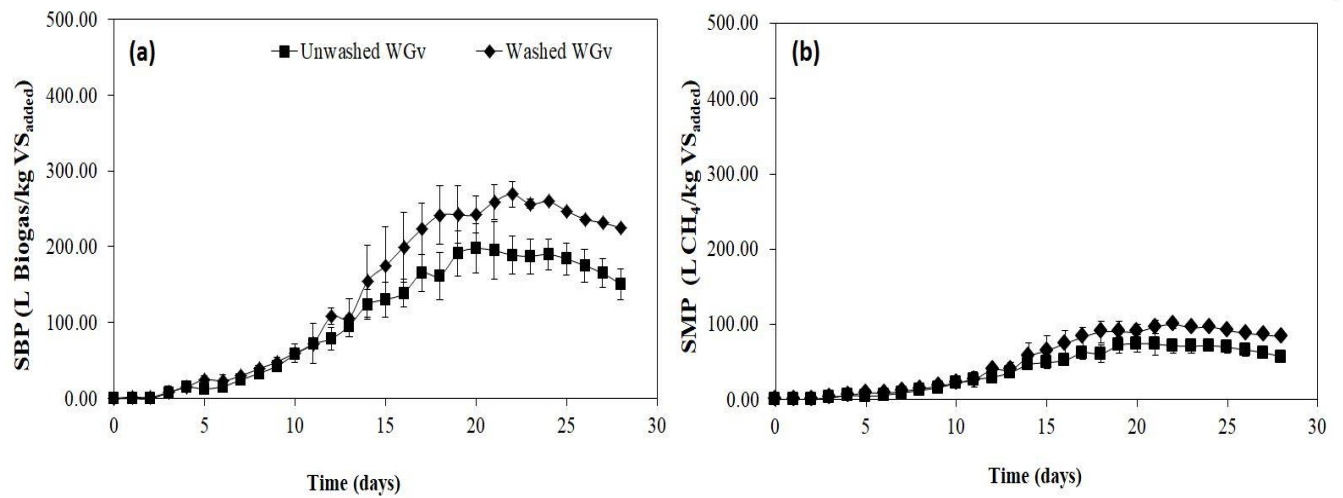 (a)
Unwashed WGv
Washed WGv
SBP (L Biogas/kg VSadded)
500.00
400.00
300.00
200.00
100.00
0.00
0 5 10 15 20 25 30
Time (days)
(b)
SMP (L CH4/kg VSadded)
500.00
400.00
300.00
200.00
100.00
0.00
0 5 10 15 20 25 30
Time (days)